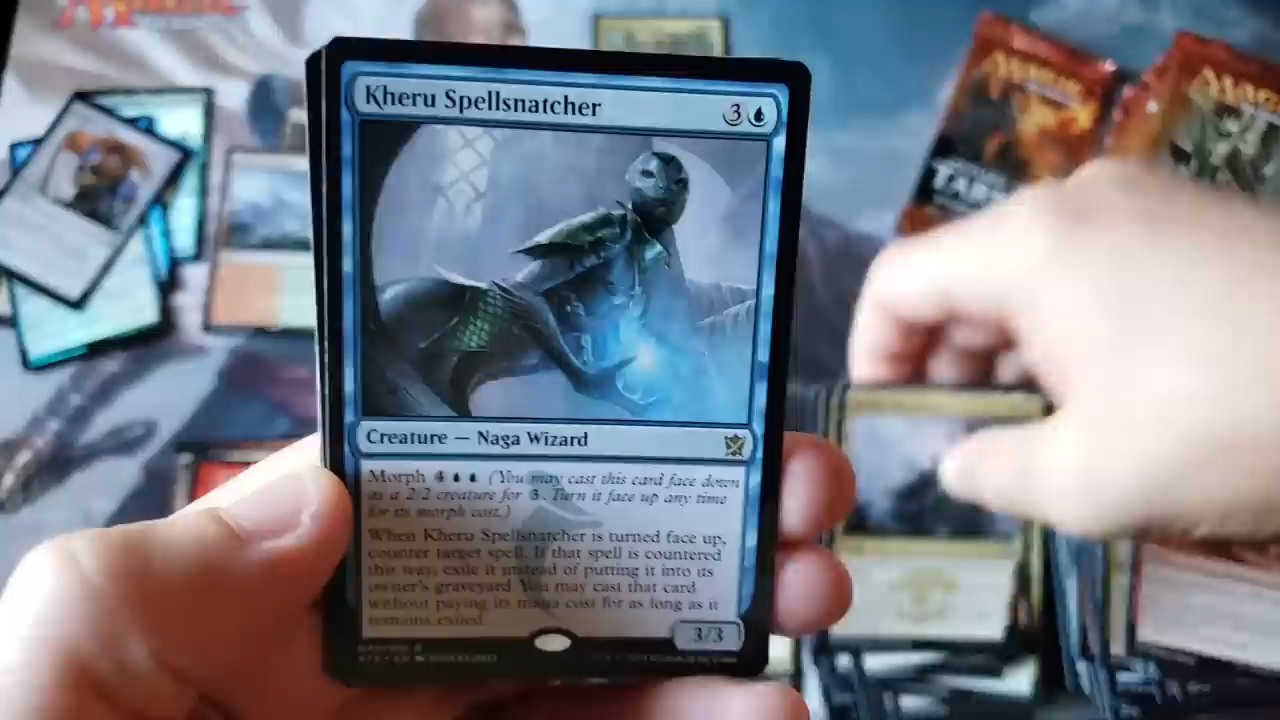 Kheru Spellsnatcher
3
Creature — Naga Wizard
Morph 4 (You may cast this card face down
as a 2/2 creature for 3. Turn it face up any time
for its morph cost.)
When Kheru Spellsnatcher is turned face up,
counter target spell. If that spell is countered
this way, exile it instead of putting it into its
owner's graveyard. You may cast that card
without paying its mana cost for as long as it
remains exiled.
3/3